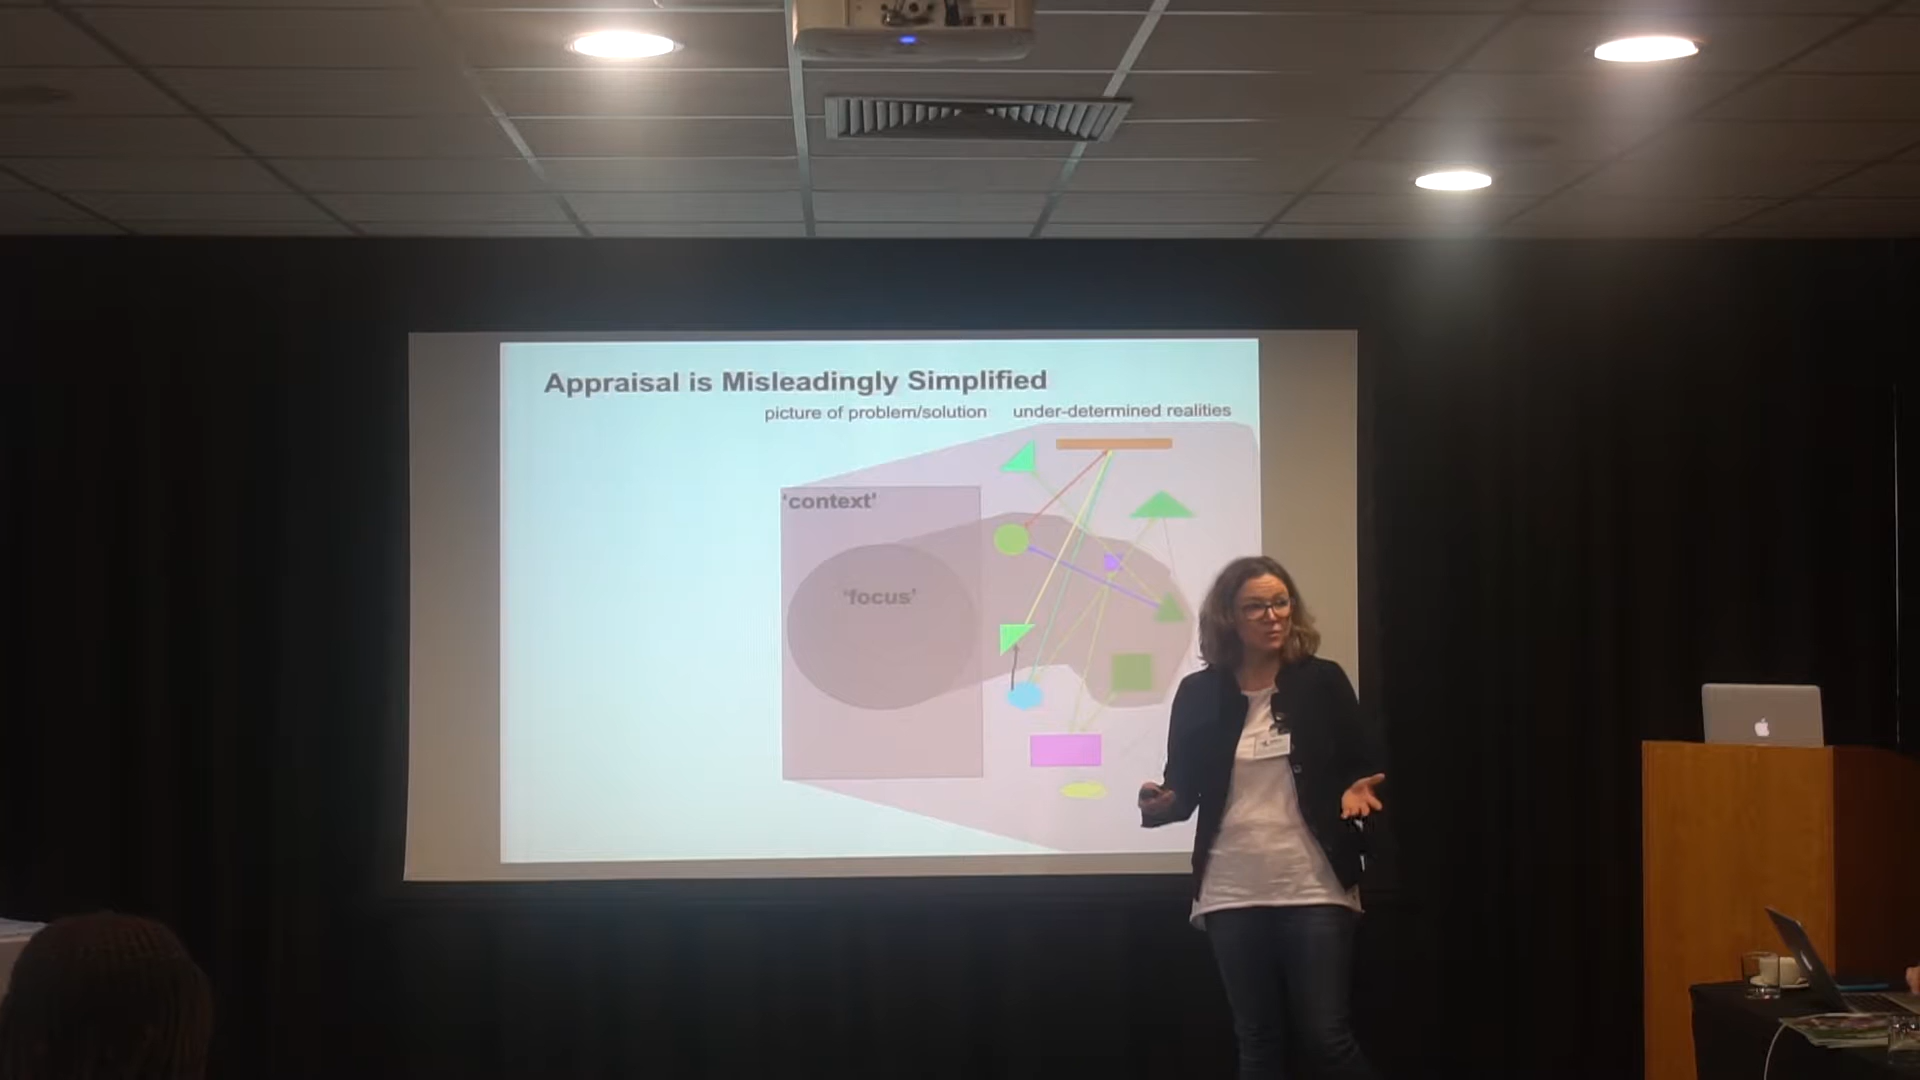 Appraisal is Misleadingly Simplified
picture of problem/solution under-determined realities
‘context’
‘focus’